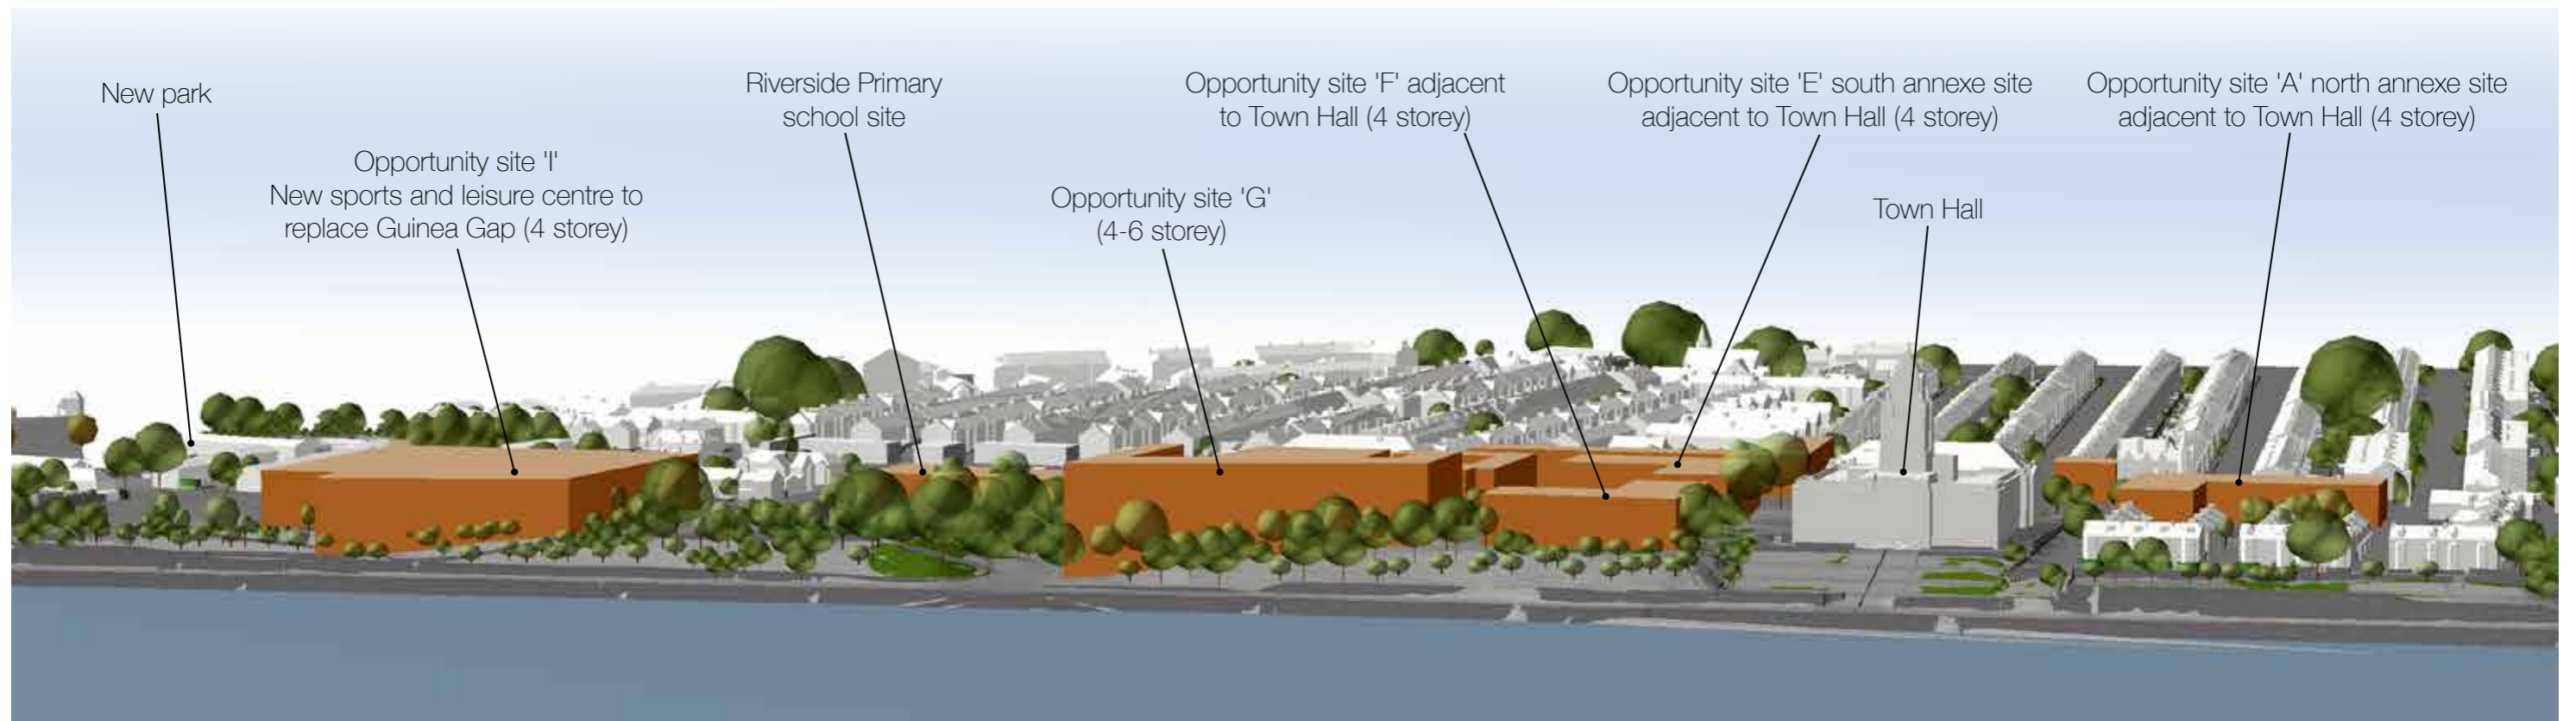 New park
Opportunity site 'I'
New sports and leisure centre to
replace Guinea Gap (4 storey)
Riverside Primary
school site
Opportunity site 'G'
(4-6 storey)
Opportunity site 'F' adjacent
to Town Hall (4 storey)
Opportunity site 'E' south annexe site
adjacent to Town Hall (4 storey)
Town Hall
Opportunity site 'A' north annexe site
adjacent to Town Hall (4 storey)